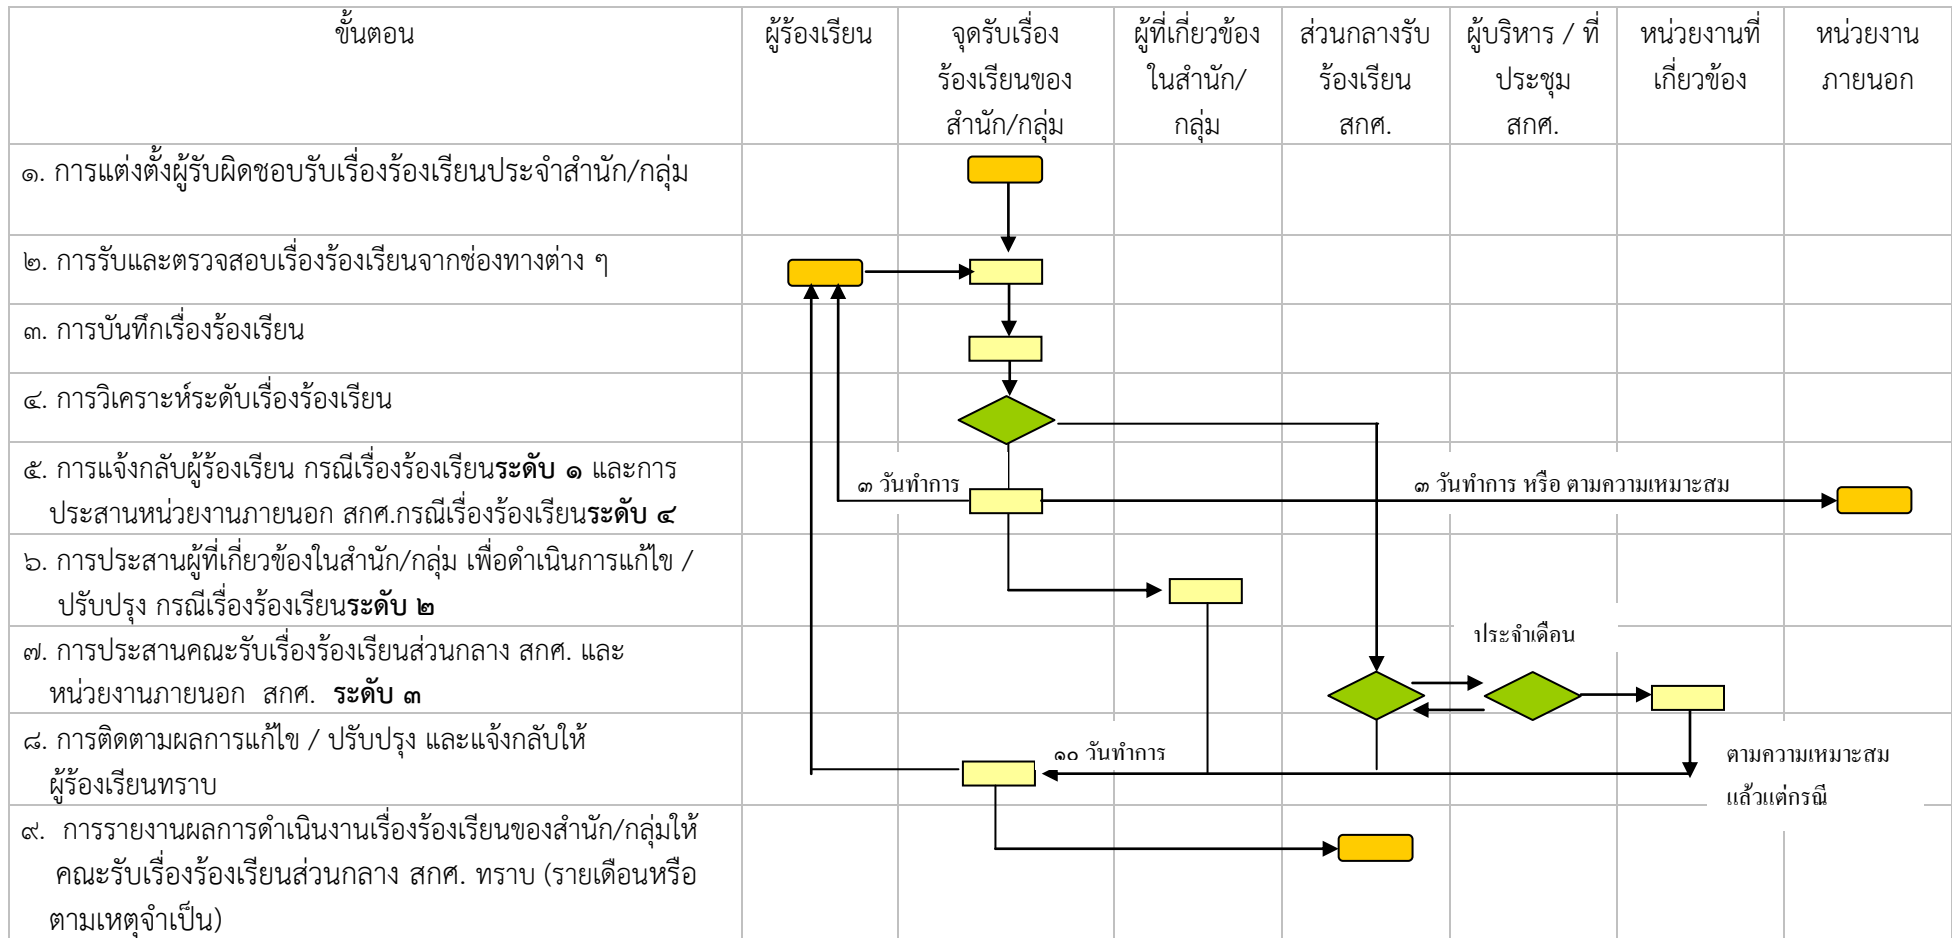 ขั้นตอน
ผู้ร้องเรียน
จุดรับเรื่อง
ร้องเรียนของ
สำนัก/กลุ่ม
ผู้ที่เกี่ยวข้อง
ในสำนัก/
กลุ่ม
ส่วนกลางรับ
ร้องเรียน
สกศ.
ผู้บริหาร / ที่
ประชุม
สกศ.
หน่วยงานที่
เกี่ยวข้อง
หน่วยงาน
ภายนอก
๑. การแต่งตั้งผู้รับผิดชอบรับเรื่องร้องเรียนประจำสำนัก/กลุ่ม
๒. การรับและตรวจสอบเรื่องร้องเรียนจากช่องทางต่าง ๆ
๓. การบันทึกเรื่องร้องเรียน
๔. การวิเคราะห์ระดับเรื่องร้องเรียน
๕. การแจ้งกลับผู้ร้องเรียน กรณีเรื่องร้องเรียนระดับ ๑ และการ
ประสานหน่วยงานภายนอก สกศ.กรณีเรื่องร้องเรียนระดับ ๔
๓ วันทำการ
๓ วันทำการ หรือ ตามความเหมาะสม
๖. การประสานผู้ที่เกี่ยวข้องในสำนัก/กลุ่ม เพื่อดำเนินการแก้ไข /
ปรับปรุง กรณีเรื่องร้องเรียนระดับ ๒
๗. การประสานคณะรับเรื่องร้องเรียนส่วนกลาง สกศ. และ
หน่วยงานภายนอก สกศ. ระดับ ๓
ประจำเดือน
๘. การติดตามผลการแก้ไข / ปรับปรุง และแจ้งกลับให้
ผู้ร้องเรียนทราบ
๑๐ วันทำการ
ตามความเหมาะสม
แล้วแต่กรณี
๙. การรายงานผลการดำเนินงานเรื่องร้องเรียนของสำนัก/กลุ่มให้
คณะรับเรื่องร้องเรียนส่วนกลาง สกศ. ทราบ (รายเดือนหรือ
ตามเหตุจำเป็น)